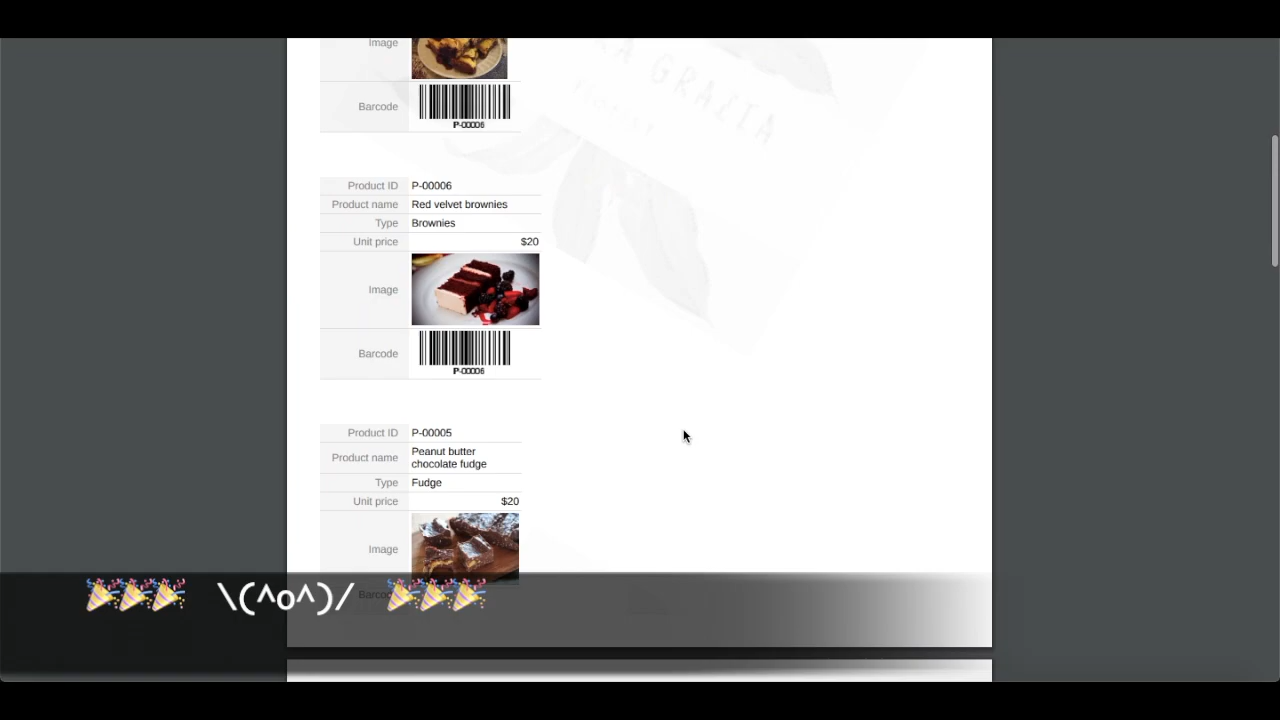 Image
Barcode
P-00006
Product ID P-00006
Product name Red velvet brownies
Type Brownies
Unit price $20
Image
Barcode
P-00006
Product ID P-00005
Product name Peanut butter
chocolate fudge
Type Fudge
Unit price $20
Image
Barcode
🎉🎉🎉 \(^o^)/ 🎉🎉🎉